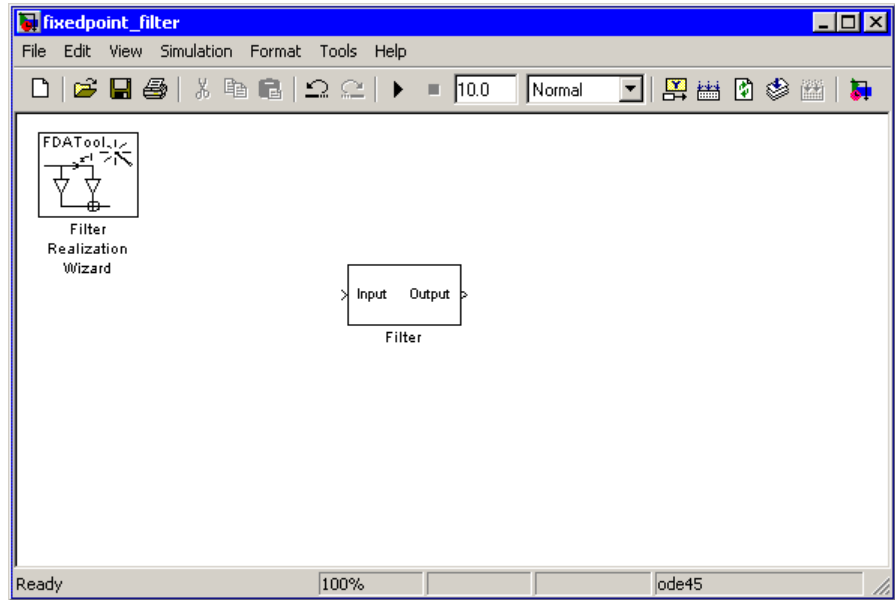 fixedpoint_filter
File Edit View Simulation Format Tools Help
10.0 Normal
FDATool
z-1
Filter
Realization
Wizard
Input Output
Filter
Ready 100% ode45